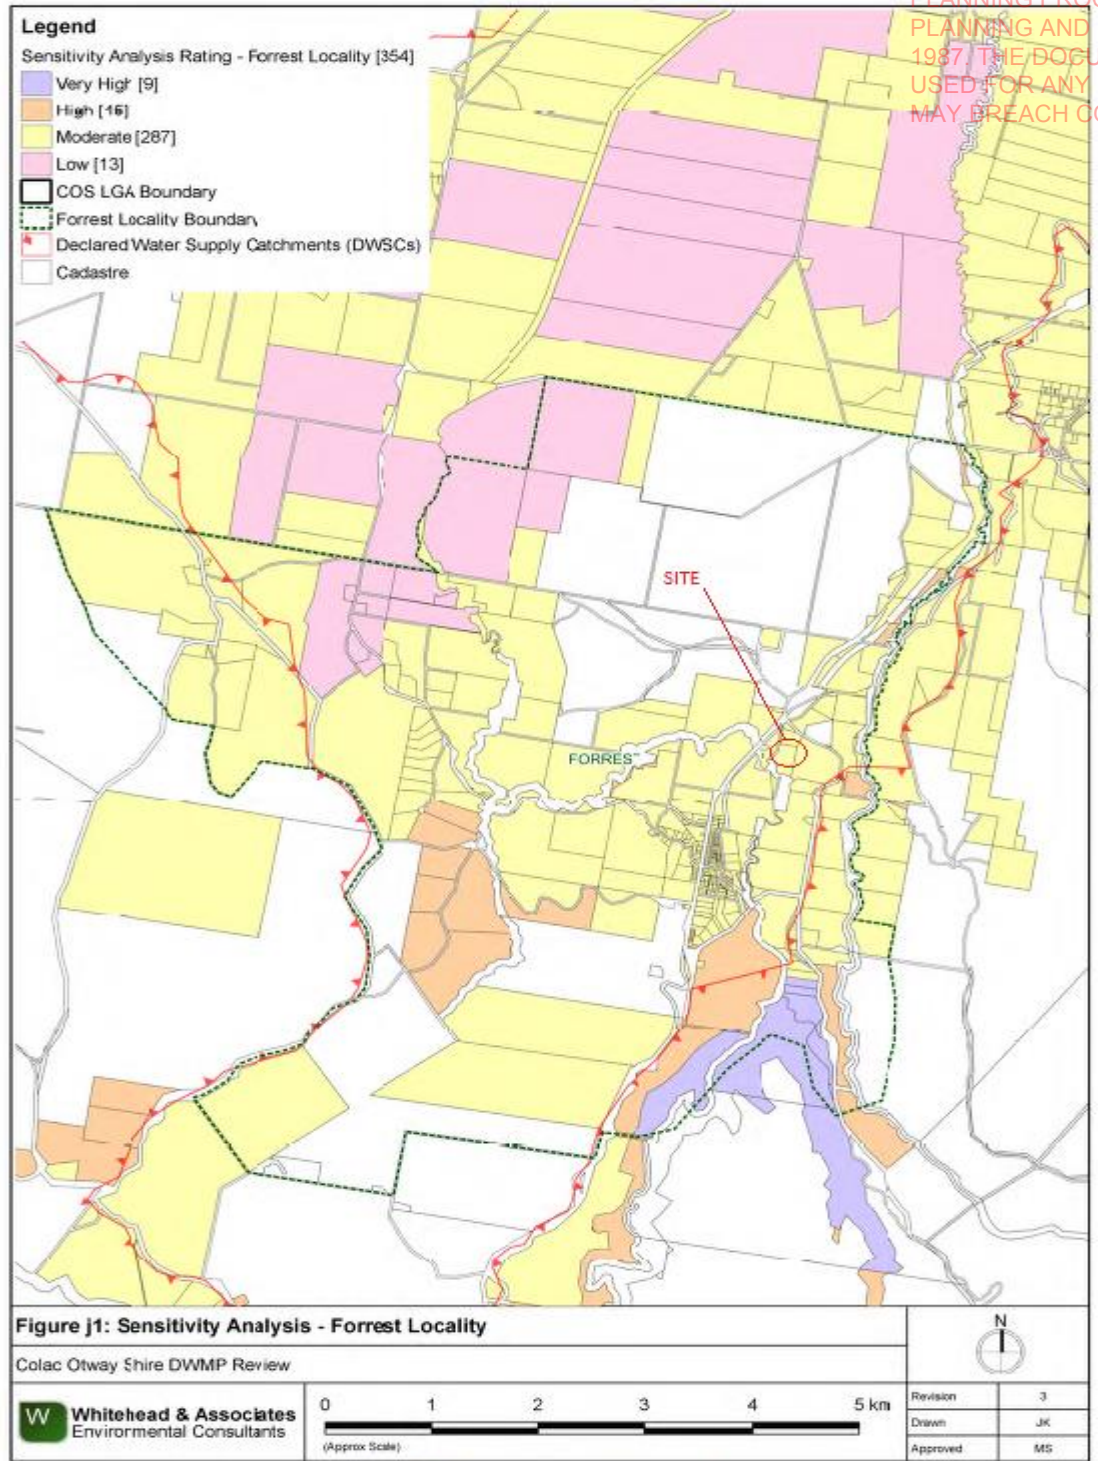 PLANNING AND
1987. THE DOCU
USED FOR ANY
MAY BREACH CO
Legend
Sensitivity Analysis Rating - Forrest Locality [354]
Very High [9]
High [16]
Moderate [287]
Low [13]
COS LGA Boundary
Forrest Locality Boundary
Declared Water Supply Catchments (DWSCs)
Cadastre
SITE
FORREST
Figure j1: Sensitivity Analysis - Forrest Locality
Colac Otway Shire DWMP Review
W
Whitehead & Associates
Environmental Consultants
0 1 2 3 4 5 km
(Approx Scale)
N
Revision 3
Drawn JK
Approved MS